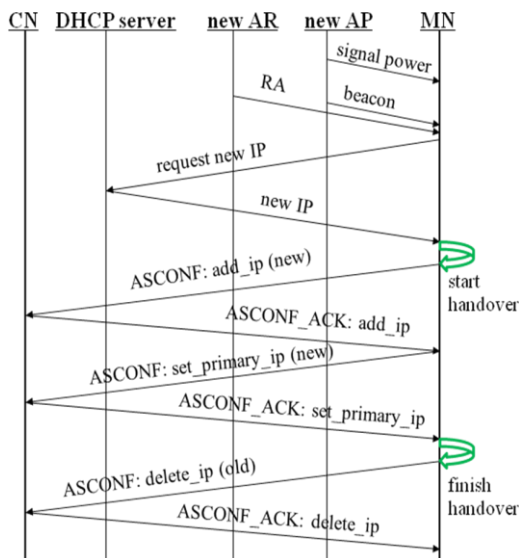 CN DHCP server new AR new AP MN
signal power
RA
beacon
request new IP
new IP
ASCONF: add_ip (new)
start
handover
ASCONF_ACK: add_ip
ASCONF: set_primary_ip (new)
ASCONF_ACK: set_primary_ip
ASCONF: delete_ip (old)
finish
handover
ASCONF_ACK: delete_ip